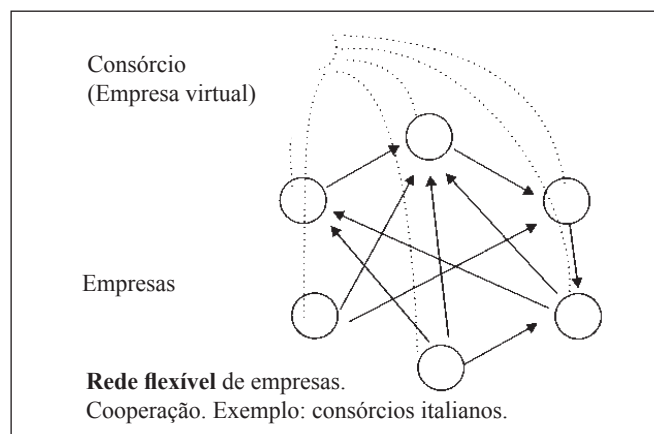 Consórcio
(Empresa virtual)
Empresas
Rede flexível de empresas.
Cooperação. Exemplo: consórcios italianos.